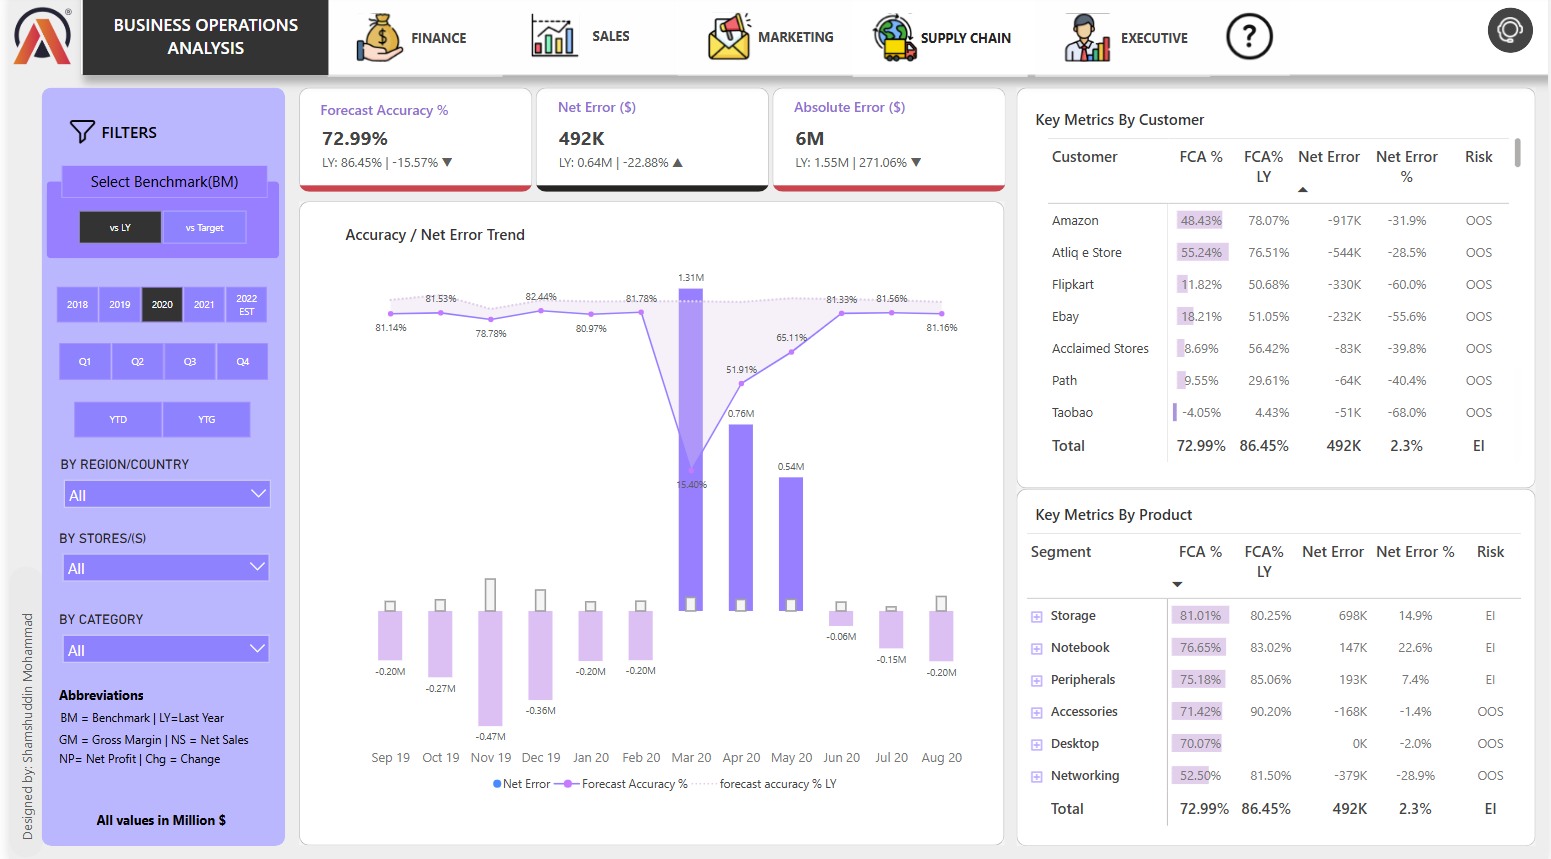 BUSINESS OPERATIONS
ANALYSIS
FINANCE
SALES
MARKETING
SUPPLY CHAIN
EXECUTIVE
?
®
FILTERS
Select Benchmark(BM)
vs LY
vs Target
2018 2019 2020 2021 2022
EST
Q1 Q2 Q3 Q4
YTD YTG
BY REGION/COUNTRY
All
BY STORES/(S)
All
BY CATEGORY
All
Abbreviations
BM = Benchmark | LY=Last Year
GM = Gross Margin | NS = Net Sales
NP= Net Profit | Chg = Change
All values in Million $
Designed by: Shamshuddin Mohammad
Forecast Accuracy %
72.99%
LY: 86.45% | -15.57% ▼
Net Error ($)
492K
LY: 0.64M | -22.88% ▲
Absolute Error ($)
6M
LY: 1.55M | 271.06% ▼
Accuracy / Net Error Trend
1.31M
81.53% 82.44% 81.78% 81.33% 81.56%
81.14% 78.78% 80.97% 65.11% 81.16%
51.91%
0.76M
0.54M
15.40%
-0.06M
-0.15M
-0.20M -0.20M -0.20M -0.20M
-0.27M
-0.36M
-0.47M
Sep 19 Oct 19 Nov 19 Dec 19 Jan 20 Feb 20 Mar 20 Apr 20 May 20 Jun 20 Jul 20 Aug 20
Net Error Forecast Accuracy % forecast accuracy % LY
Key Metrics By Customer
Customer FCA % FCA% Net Error Net Error Risk
LY %
Amazon 48.43% 78.07% -917K -31.9% OOS
Atliq e Store 55.24% 76.51% -544K -28.5% OOS
Flipkart 11.82% 50.68% -330K -60.0% OOS
Ebay 18.21% 51.05% -232K -55.6% OOS
Acclaimed Stores 8.69% 56.42% -83K -39.8% OOS
Path 9.55% 29.61% -64K -40.4% OOS
Taobao -4.05% 4.43% -51K -68.0% OOS
Total 72.99% 86.45% 492K 2.3% EI
Key Metrics By Product
Segment FCA % FCA% Net Error Net Error % Risk
LY
Storage 81.01% 80.25% 698K 14.9% EI
Notebook 76.65% 83.02% 147K 22.6% EI
Peripherals 75.18% 85.06% 193K 7.4% EI
Accessories 71.42% 90.20% -168K -1.4% OOS
Desktop 70.07% 0K -2.0% OOS
Networking 52.50% 81.50% -379K -28.9% OOS
Total 72.99% 86.45% 492K 2.3% EI